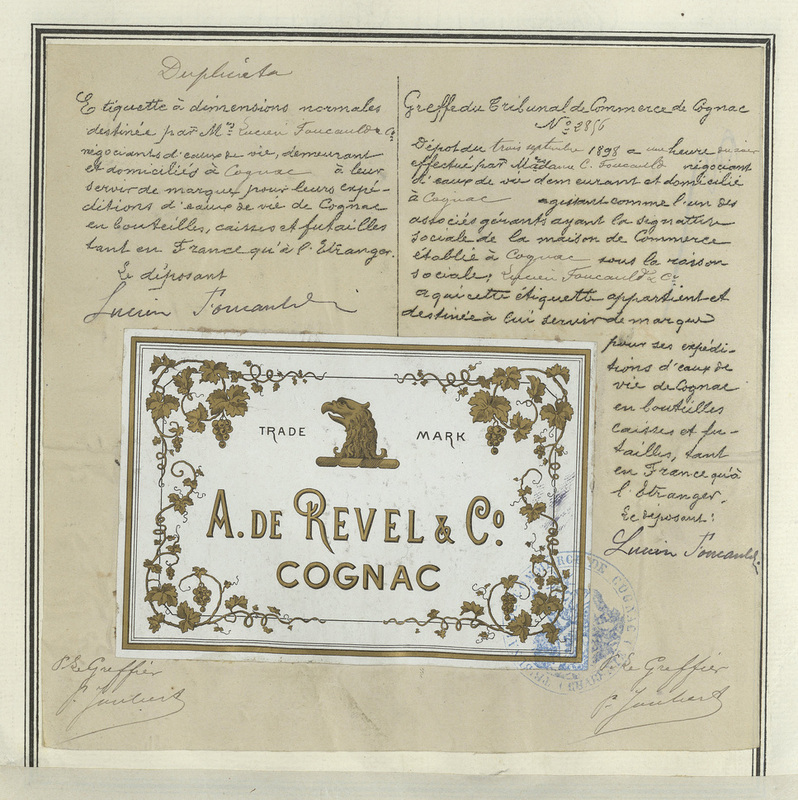 Duplicata
Etiquette à dimensions normales
destinée par Mrs Lucien Foucauld & Co
négociants d'eaux de vie, demeurant
et domiciliés à Cognac à leur
servir de marque pour leurs expé-
ditions d'eaux de vie de Cognac
en bouteilles, caisses et futailles
tant en France qu'à l'Etranger.
Le déposant
Lucien Foucauld
Greffe du Tribunal de Commerce de Cognac
No 2856
Dépôt du trois septembre 1898 a une heure du soir
effectué par C. Foucauld négociant
d'eaux de vie demeurant et domicilié
à Cognac agissant comme l'un des
associés gérants ayant la signature
sociale de la maison de Commerce
établie à Cognac sous la raison
sociale, Lucien Foucauld & Co
a qui cette étiquette appartient et
destinée à lui servir de marque
pour ses expédi-
tions d'eaux de
vie de Cognac
en bouteilles
caisses et fu-
tailles, tant
en France qu'à
l'Etranger.
Le déposant:
Lucien Foucauld
TRADE MARK
A. DE REVEL & Co
COGNAC
COMMERCE DE COGNAC
P. Le Greffier
P. Le Greffier